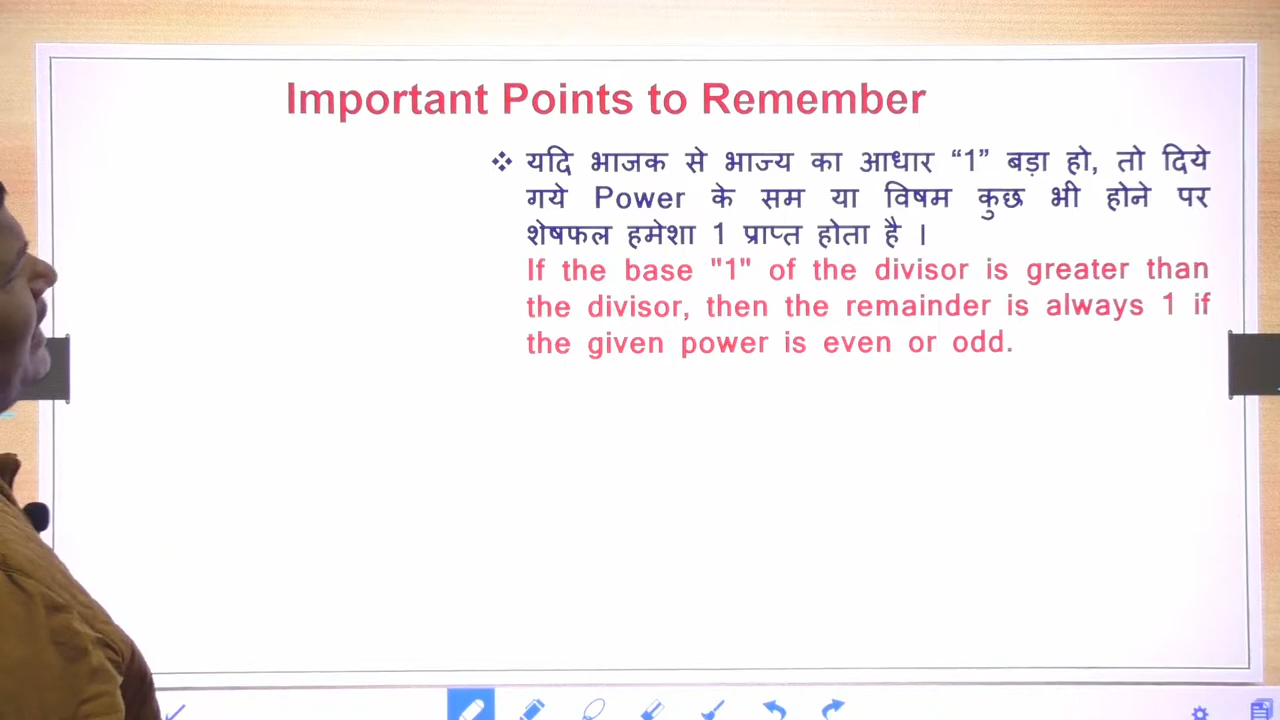 Important Points to Remember
❖ यदि भाजक से भाज्य का आधार “1” बड़ा हो, तो दिये
गये Power के सम या विषम कुछ भी होने पर
शेषफल हमेशा 1 प्राप्त होता है ।
If the base "1" of the divisor is greater than
the divisor, then the remainder is always 1 if
the given power is even or odd.